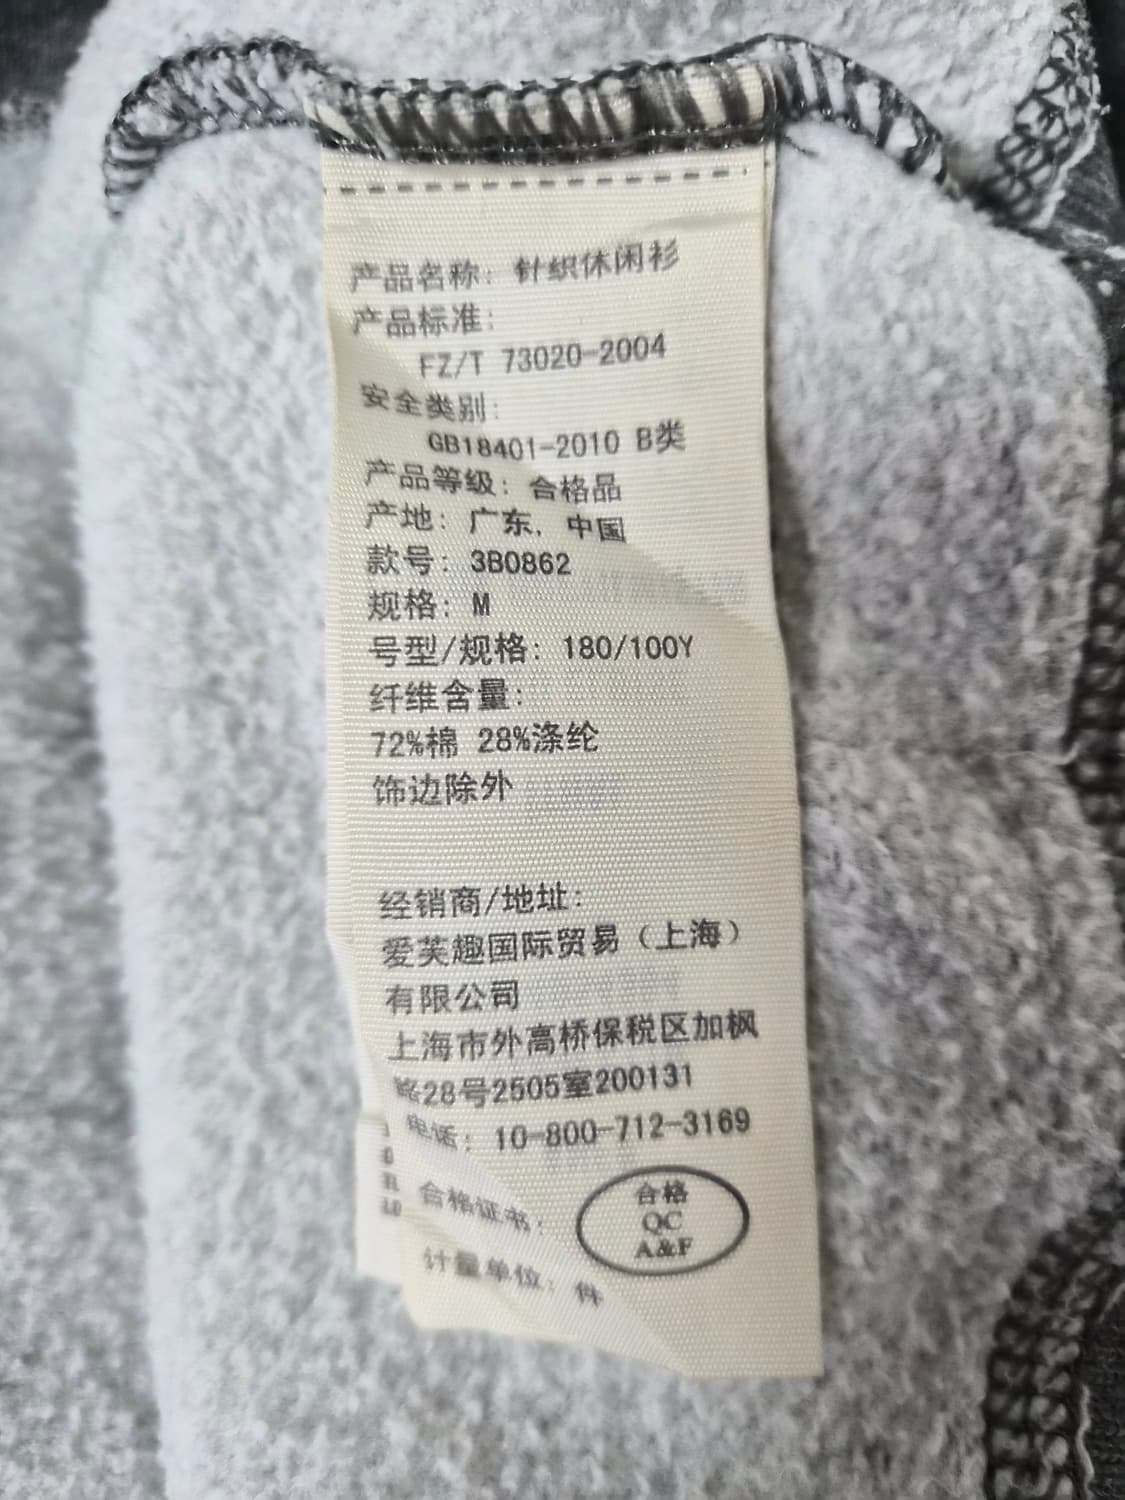 产品名称: 针织休闲衫
产品标准:
FZ/T 73020-2004
安全类别:
GB18401-2010 B类
产品等级: 合格品
产地: 广东, 中国
款号: 3B0862
规格: M
号型/规格: 180/100Y
纤维含量:
72%棉 28%涤纶
饰边除外
经销商/地址:
爱芙趣国际贸易（上海）
有限公司
上海市外高桥保税区加枫
路28号2505室200131
电话: 10-800-712-3169
合格证书:
合格
QC
A&F
计量单位: 件